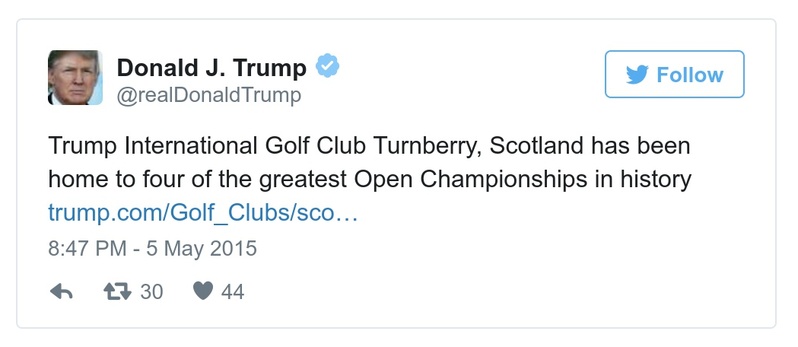 Donald J. Trump
@realDonaldTrump
Follow
Trump International Golf Club Turnberry, Scotland has been
home to four of the greatest Open Championships in history
trump.com/Golf_Clubs/sco…
8:47 PM - 5 May 2015
30 44